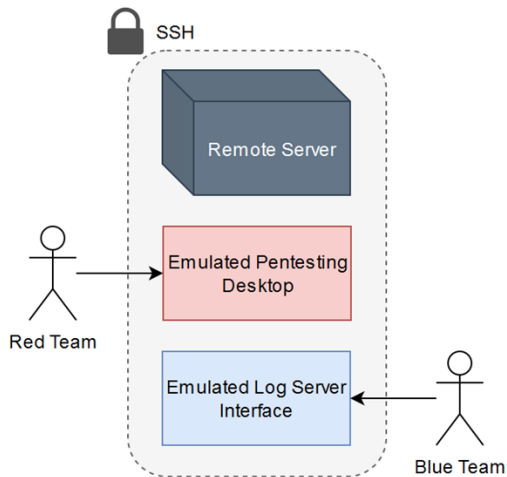 SSH
Remote Server
Emulated Pentesting
Desktop
Red Team
Emulated Log Server
Interface
Blue Team